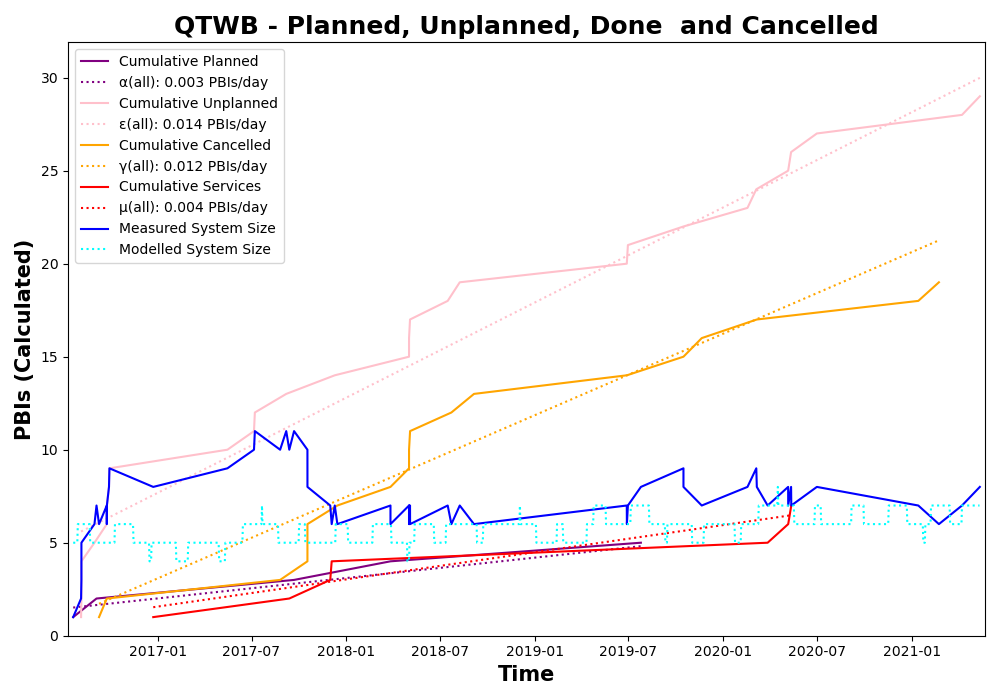 QTWB - Planned, Unplanned, Done  and Cancelled
Cumulative Planned
α(all): 0.003 PBIs/day
Cumulative Unplanned
ε(all): 0.014 PBIs/day
Cumulative Cancelled
γ(all): 0.012 PBIs/day
Cumulative Services
μ(all): 0.004 PBIs/day
Measured System Size
Modelled System Size
PBIs (Calculated)
30
25
20
15
10
5
0
2017-01 2017-07 2018-01 2018-07 2019-01 2019-07 2020-01 2020-07 2021-01
Time